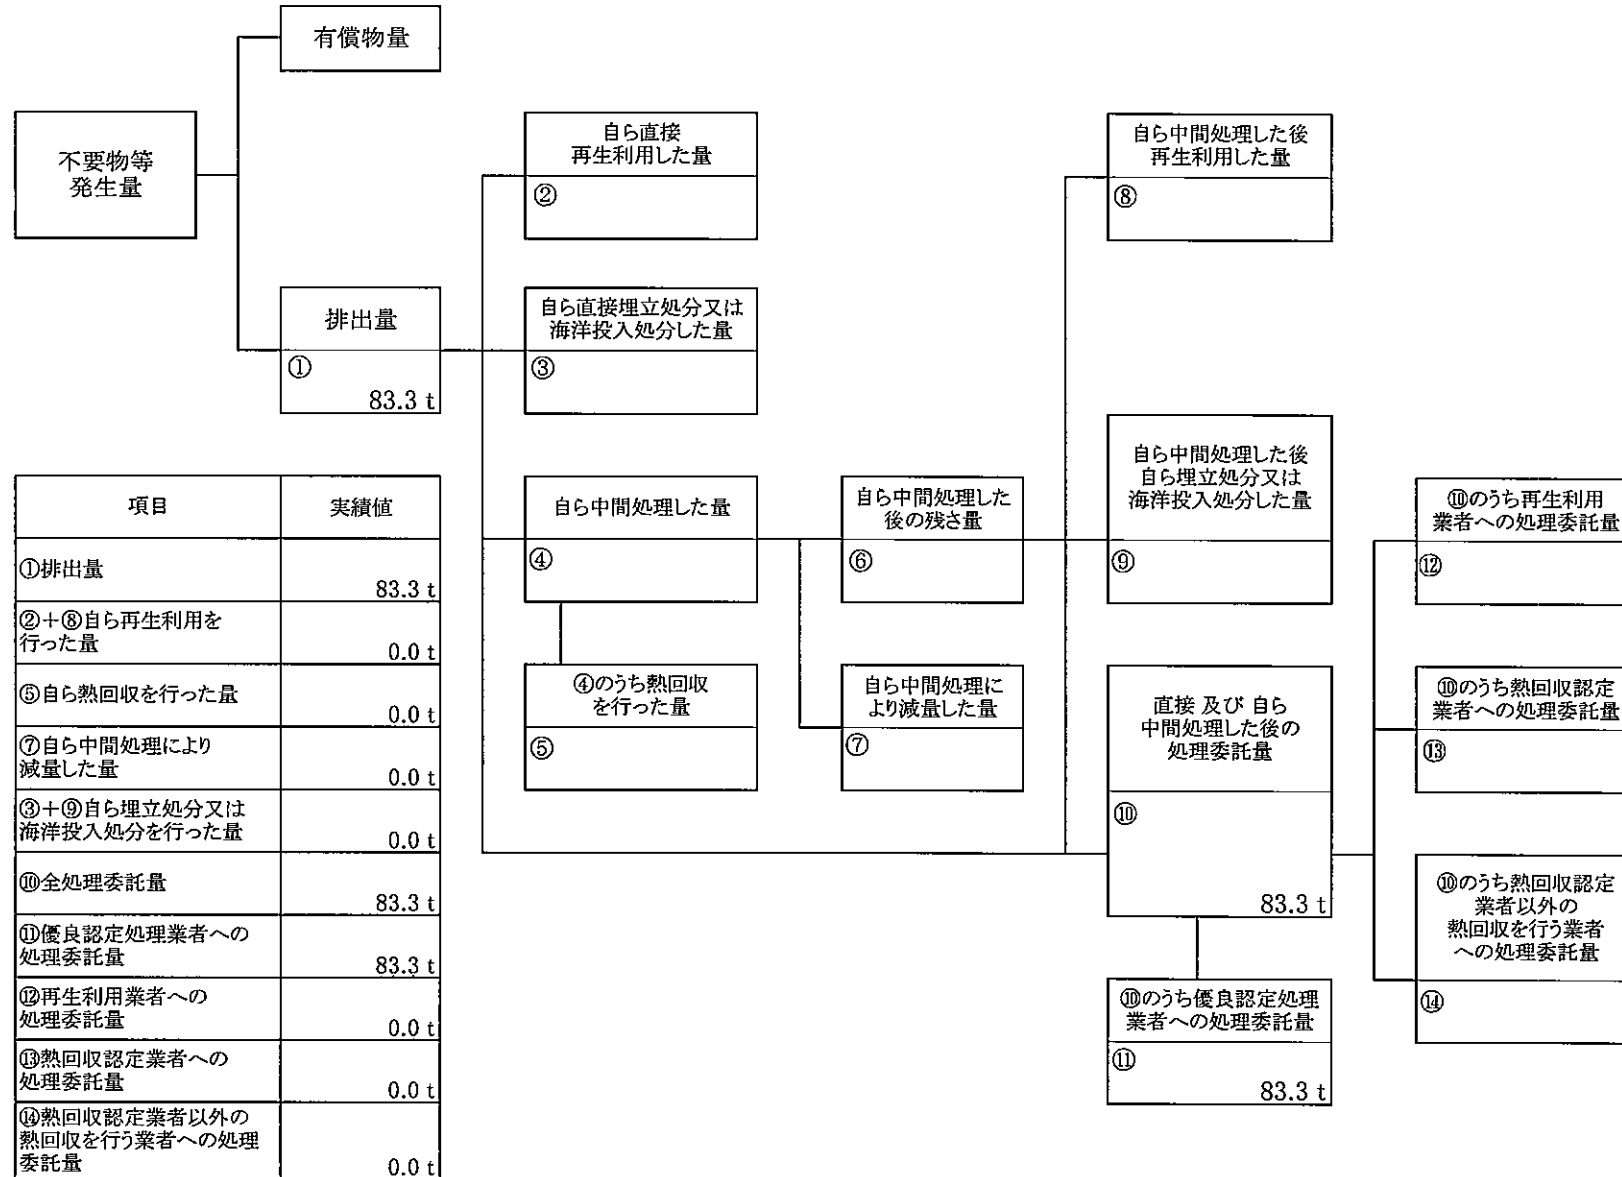 有償物量
不要物等
発生量
自ら直接
再生利用した量
②
自ら中間処理した後
再生利用した量
⑧
排出量
①
83.3 t
自ら直接埋立処分又は
海洋投入処分した量
③
自ら中間処理した量
④
自ら中間処理した
後の残さ量
⑥
自ら中間処理した後
自ら埋立処分又は
海洋投入処分した量
⑨
⑩のうち再生利用
業者への処理委託量
⑫
④のうち熱回収
を行った量
⑤
自ら中間処理に
より減量した量
⑦
直接 及び 自ら
中間処理した後の
処理委託量
⑩
83.3 t
⑩のうち熱回収認定
業者への処理委託量
⑬
⑩のうち熱回収認定
業者以外の
熱回収を行う業者
への処理委託量
⑭
⑩のうち優良認定処理
業者への処理委託量
⑪
83.3 t
項目 実績値
①排出量
83.3 t
②+⑧自ら再生利用を
行った量
0.0 t
⑤自ら熱回収を行った量
0.0 t
⑦自ら中間処理により
減量した量
0.0 t
③+⑨自ら埋立処分又は
海洋投入処分を行った量
0.0 t
⑩全処理委託量
83.3 t
⑪優良認定処理業者への
処理委託量
83.3 t
⑫再生利用業者への
処理委託量
0.0 t
⑬熱回収認定業者への
処理委託量
0.0 t
⑭熱回収認定業者以外の
熱回収を行う業者への処理
委託量
0.0 t